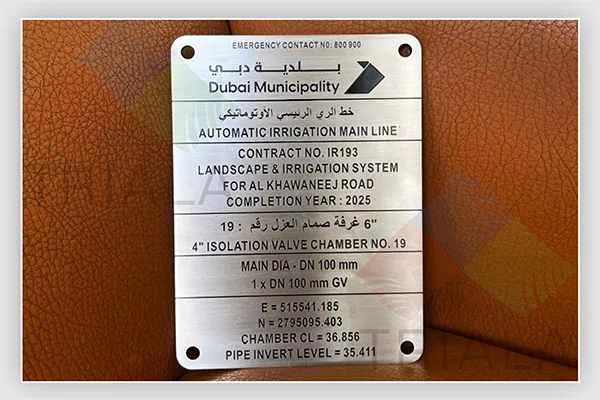 EMERGENCY CONTACT N0: 800 900
بلدية دبي
Dubai Municipality
خط الري الرئيسي الاوتوماتيكي
AUTOMATIC IRRIGATION MAIN LINE
CONTRACT NO. IR193
LANDSCAPE & IRRIGATION SYSTEM
FOR AL KHAWANEEJ ROAD
COMPLETION YEAR : 2025
6" غرفة صمام العزل رقم : 19
4" ISOLATION VALVE CHAMBER NO. 19
MAIN DIA - DN 100 mm
1 x DN 100 mm GV
E = 515541.185
N = 2795095.403
CHAMBER CL = 36.856
PIPE INVERT LEVEL = 35.411